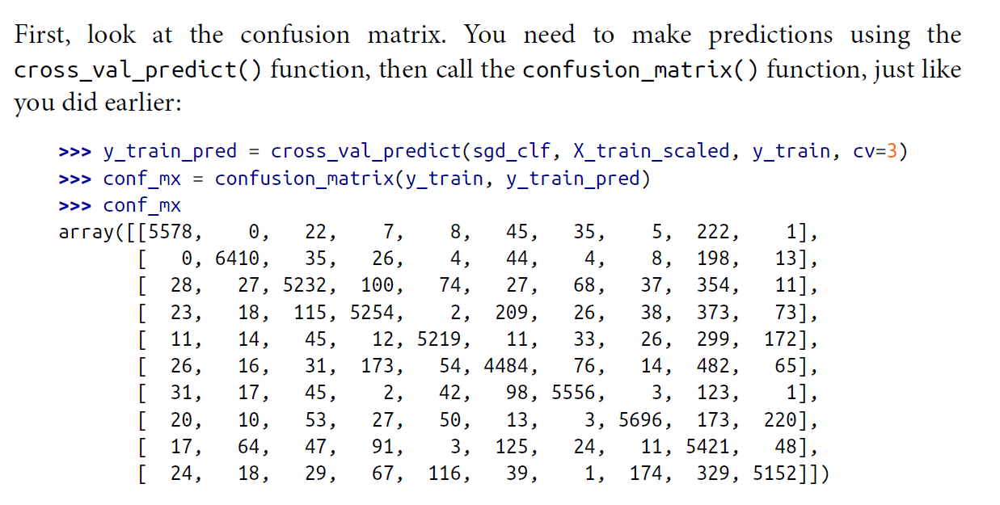 First, look at the confusion matrix. You need to make predictions using the
cross_val_predict() function, then call the confusion_matrix() function, just like
you did earlier:
>>> y_train_pred = cross_val_predict(sgd_clf, X_train_scaled, y_train, cv=3)
>>> conf_mx = confusion_matrix(y_train, y_train_pred)
>>> conf_mx
array([[5578,    0,   22,    7,    8,   45,   35,    5,  222,    1],
       [   0, 6410,   35,   26,    4,   44,    4,    8,  198,   13],
       [  28,   27, 5232,  100,   74,   27,   68,   37,  354,   11],
       [  23,   18,  115, 5254,    2,  209,   26,   38,  373,   73],
       [  11,   14,   45,   12, 5219,   11,   33,   26,  299,  172],
       [  26,   16,   31,  173,   54, 4484,   76,   14,  482,   65],
       [  31,   17,   45,    2,   42,   98, 5556,    3,  123,    1],
       [  20,   10,   53,   27,   50,   13,    3, 5696,  173,  220],
       [  17,   64,   47,   91,    3,  125,   24,   11, 5421,   48],
       [  24,   18,   29,   67,  116,   39,    1,  174,  329, 5152]])